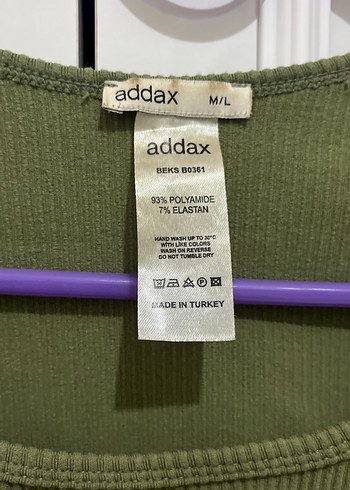 addax M/L
addax
BEKS B0361
93% POLYAMIDE
7% ELASTAN
HAND WASH UP TO 30°C
WITH LIKE COLORS
WASH ON REVERSE
DO NOT TUMBLE DRY
MADE IN TURKEY